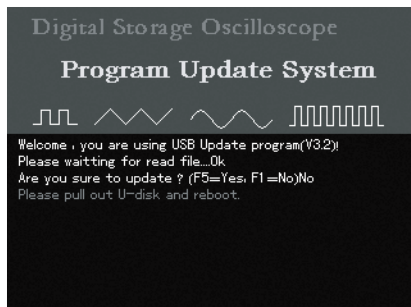 Digital Storage Oscilloscope
Program Update System
Welcome , you are using USB Update program(V3.2)!
Please waitting for read file....Ok
Are you sure to update ? (F5=Yes, F1=No)No
Please pull out U-disk and reboot.